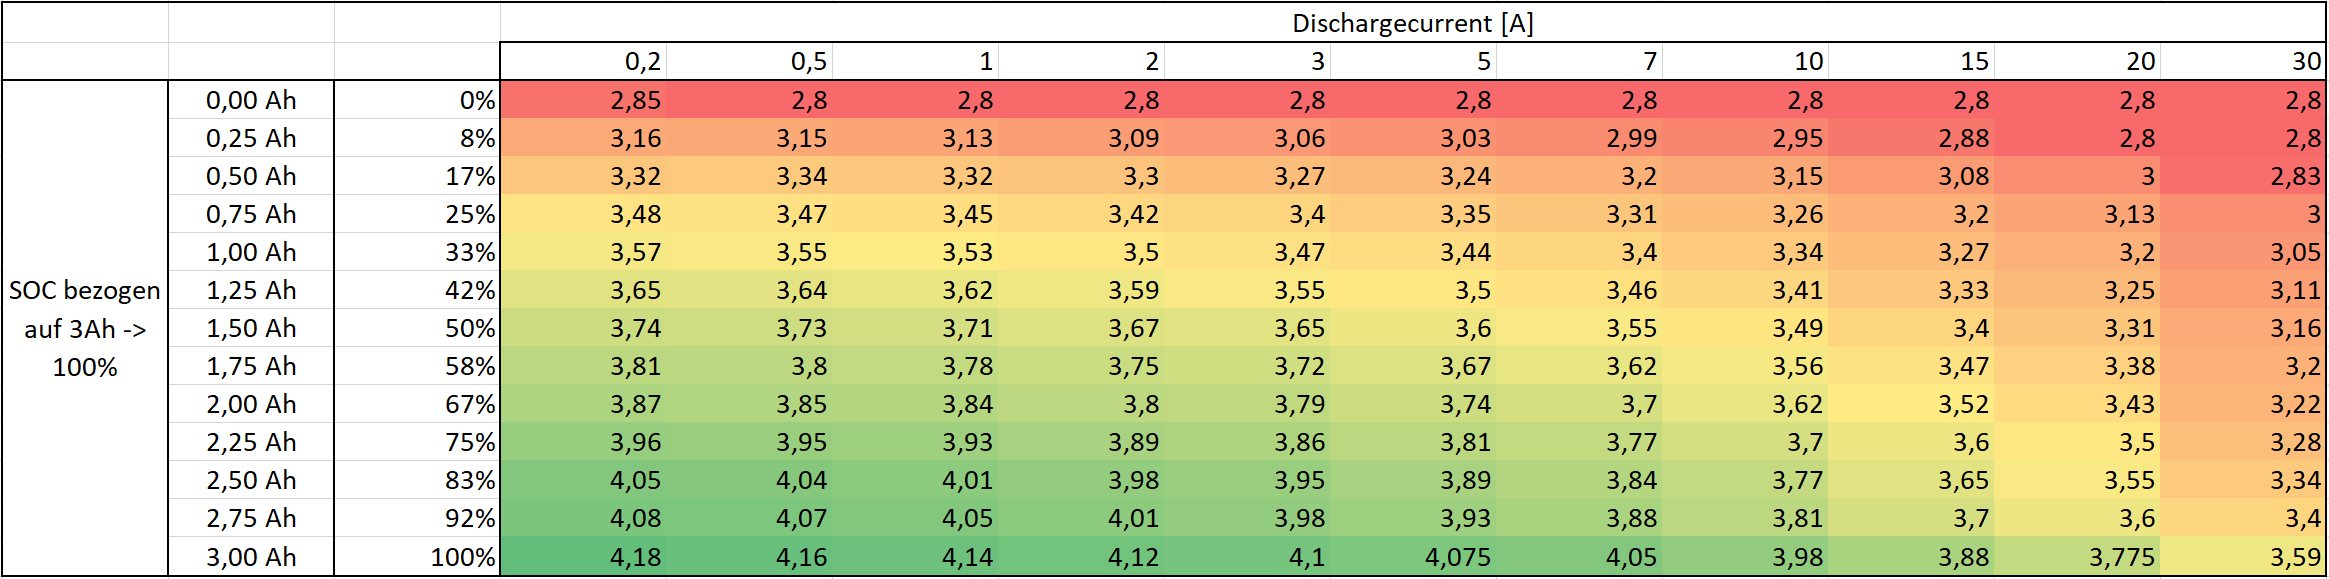 Dischargecurrent [A]
0,2 0,5 1 2 3 5 7 10 15 20 30
0,00 Ah 0% 2,85 2,8 2,8 2,8 2,8 2,8 2,8 2,8 2,8 2,8 2,8
0,25 Ah 8% 3,16 3,15 3,13 3,09 3,06 3,03 2,99 2,95 2,88 2,8 2,8
0,50 Ah 17% 3,32 3,34 3,32 3,3 3,27 3,24 3,2 3,15 3,08 3 2,83
0,75 Ah 25% 3,48 3,47 3,45 3,42 3,4 3,35 3,31 3,26 3,2 3,13 3
1,00 Ah 33% 3,57 3,55 3,53 3,5 3,47 3,44 3,4 3,34 3,27 3,2 3,05
SOC bezogen 1,25 Ah 42% 3,65 3,64 3,62 3,59 3,55 3,5 3,46 3,41 3,33 3,25 3,11
auf 3Ah -> 1,50 Ah 50% 3,74 3,73 3,71 3,67 3,65 3,6 3,55 3,49 3,4 3,31 3,16
100% 1,75 Ah 58% 3,81 3,8 3,78 3,75 3,72 3,67 3,62 3,56 3,47 3,38 3,2
2,00 Ah 67% 3,87 3,85 3,84 3,8 3,79 3,74 3,7 3,62 3,52 3,43 3,22
2,25 Ah 75% 3,96 3,95 3,93 3,89 3,86 3,81 3,77 3,7 3,6 3,5 3,28
2,50 Ah 83% 4,05 4,04 4,01 3,98 3,95 3,89 3,84 3,77 3,65 3,55 3,34
2,75 Ah 92% 4,08 4,07 4,05 4,01 3,98 3,93 3,88 3,81 3,7 3,6 3,4
3,00 Ah 100% 4,18 4,16 4,14 4,12 4,1 4,075 4,05 3,98 3,88 3,775 3,59